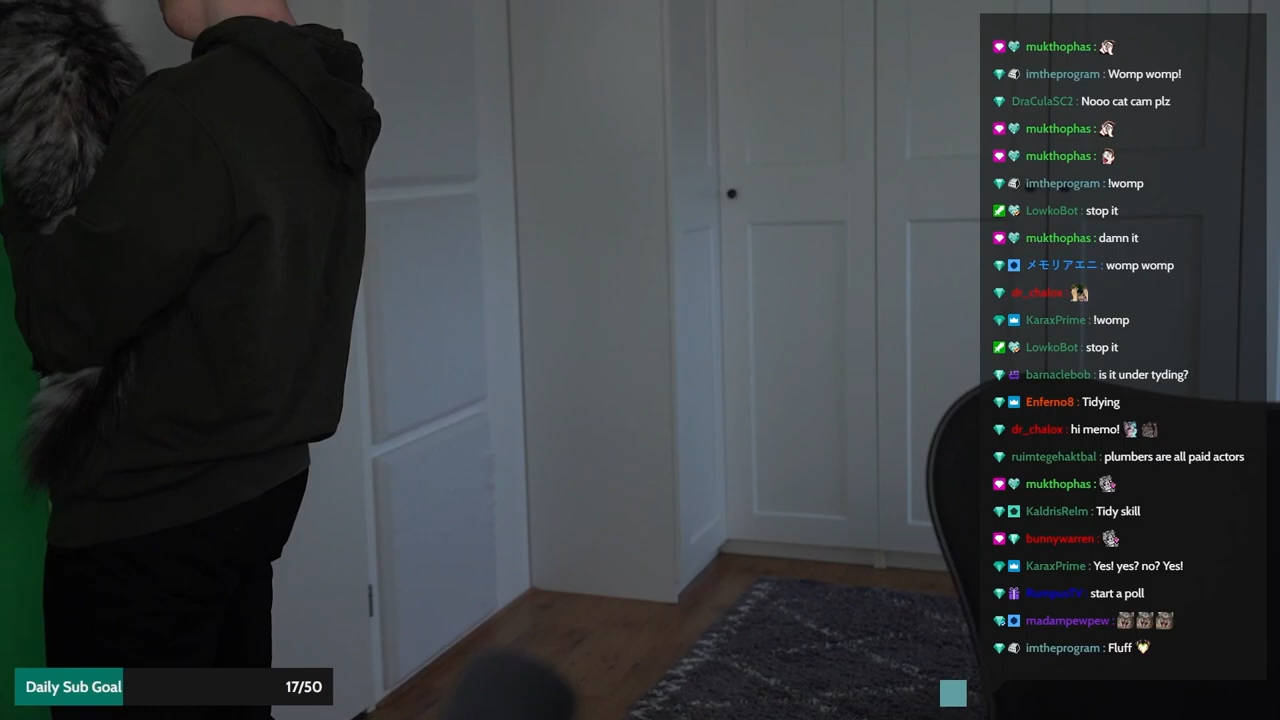 mukthophas :
imtheprogram : Womp womp!
DraCulaSC2 : Nooo cat cam plz
mukthophas :
mukthophas :
imtheprogram : !womp
LowkoBot : stop it
mukthophas : damn it
メモリアエニ : womp womp
dr_chalox :
KaraxPrime : !womp
LowkoBot : stop it
barnaclebob : is it under tyding?
Enferno8 : Tidying
dr_chalox : hi memo!
ruimtegehaktbal : plumbers are all paid actors
mukthophas :
KaldrisRelm : Tidy skill
bunnywarren :
KaraxPrime : Yes! yes? no? Yes!
: start a poll
madampewpew :
imtheprogram : Fluff
Daily Sub Goal 17/50